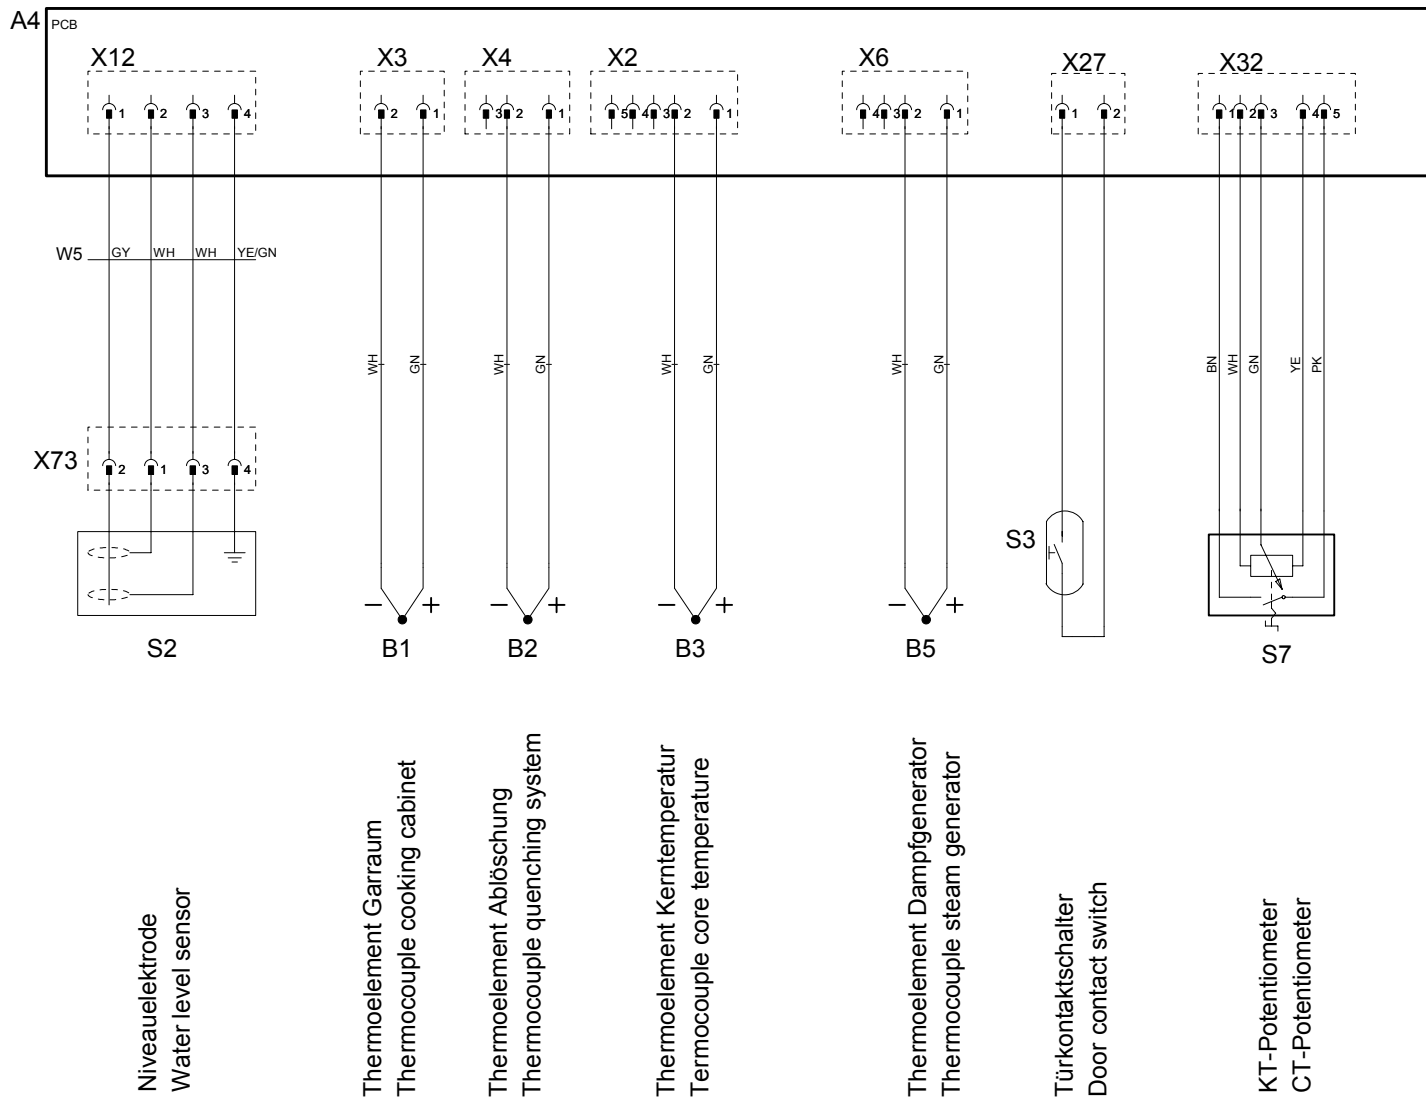 A4 PCB
X12 X3 X4 X2 X6 X27 X32
1 2 3 4 2 1 3 2 1 5 4 3 2 1 4 3 2 1 1 2 1 2 3 4 5
W5 GY WH WH YE/GN
WH GN WH GN WH GN WH GN BN WH GN YE PK
X73 2 1 3 4
S3
− + − + − + − +
S2 B1 B2 B3 B5 S7
Niveauelektrode
Water level sensor
Thermoelement Garraum
Thermocouple cooking cabinet
Thermoelement Ablöschung
Thermocouple quenching system
Thermoelement Kerntemperatur
Termocouple core temperature
Thermoelement Dampfgenerator
Thermocouple steam generator
Türkontaktschalter
Door contact switch
KT-Potentiometer
CT-Potentiometer